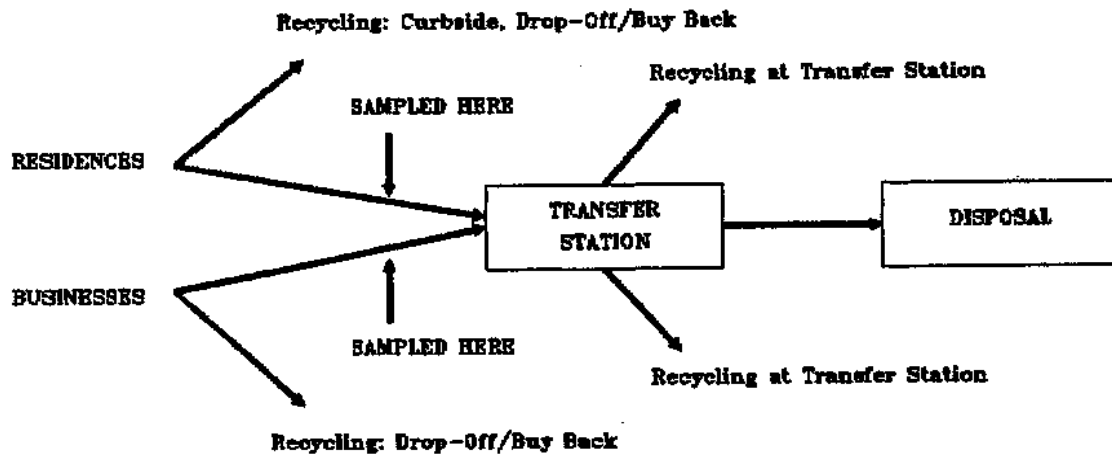 Recycling: Curbside, Drop-Off/Buy Back
Recycling at Transfer Station
SAMPLED HERE
RESIDENCES
TRANSFER
STATION
DISPOSAL
BUSINESSES
SAMPLED HERE
Recycling at Transfer Station
Recycling: Drop-Off/Buy Back